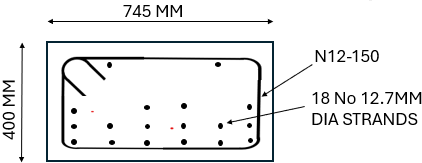 745 MM
N12-150
400 MM
18 No 12.7MM
DIA STRANDS